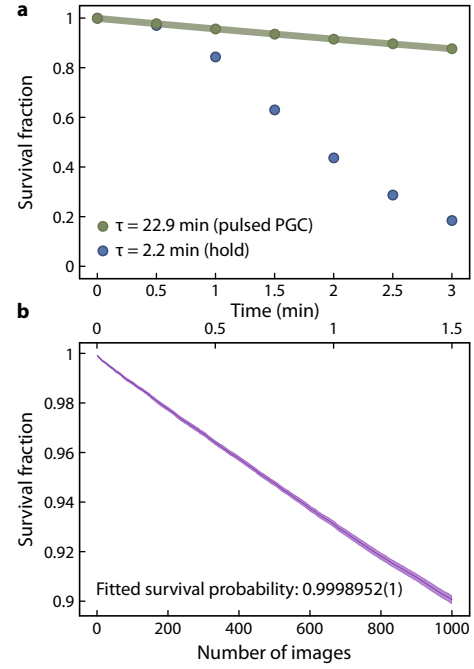 a
1
0.8
0.6
0.4
0.2
0
Survival fraction
τ = 22.9 min (pulsed PGC)
τ = 2.2 min (hold)
0 0.5 1 1.5 2 2.5 3
Time (min)
b
0 0.5 1 1.5
1
0.98
0.96
0.94
0.92
0.9
Survival fraction
Fitted survival probability: 0.9998952(1)
0 200 400 600 800 1000
Number of images